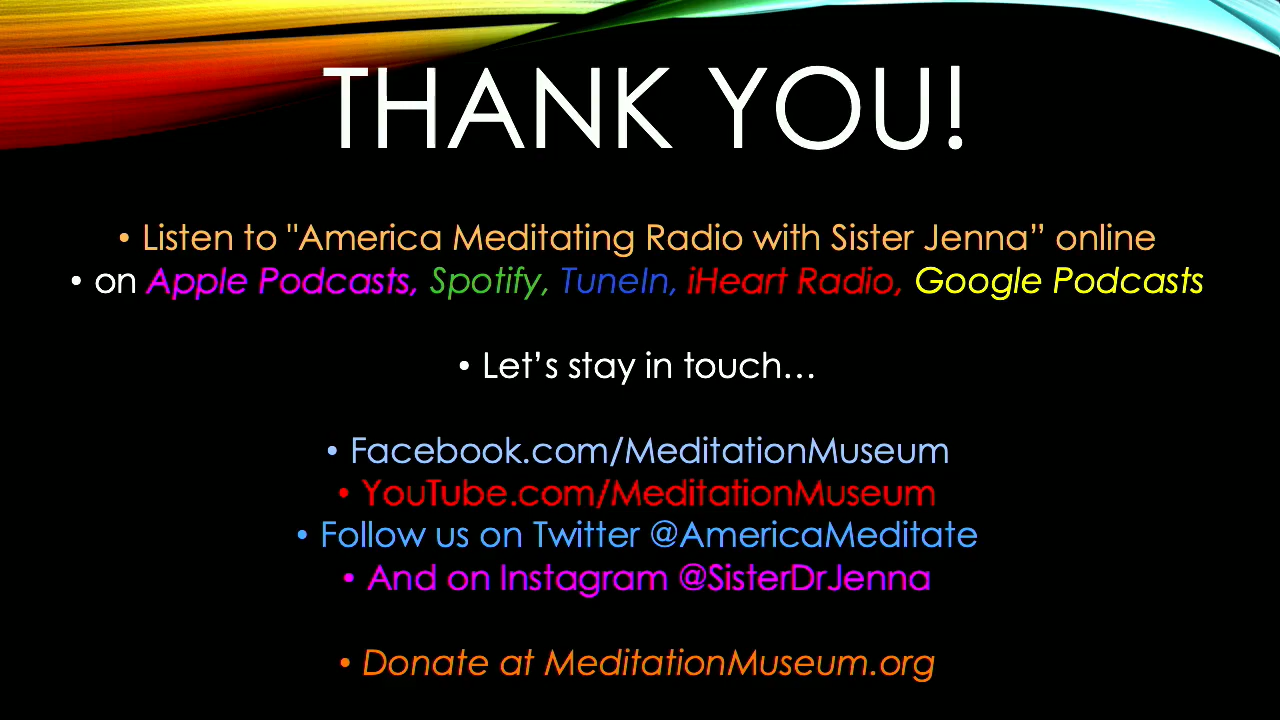 THANK YOU!
• Listen to "America Meditating Radio with Sister Jenna” online
• on Apple Podcasts, Spotify, TuneIn, iHeart Radio, Google Podcasts
• Let’s stay in touch…
• Facebook.com/MeditationMuseum
• YouTube.com/MeditationMuseum
• Follow us on Twitter @AmericaMeditate
• And on Instagram @SisterDrJenna
• Donate at MeditationMuseum.org